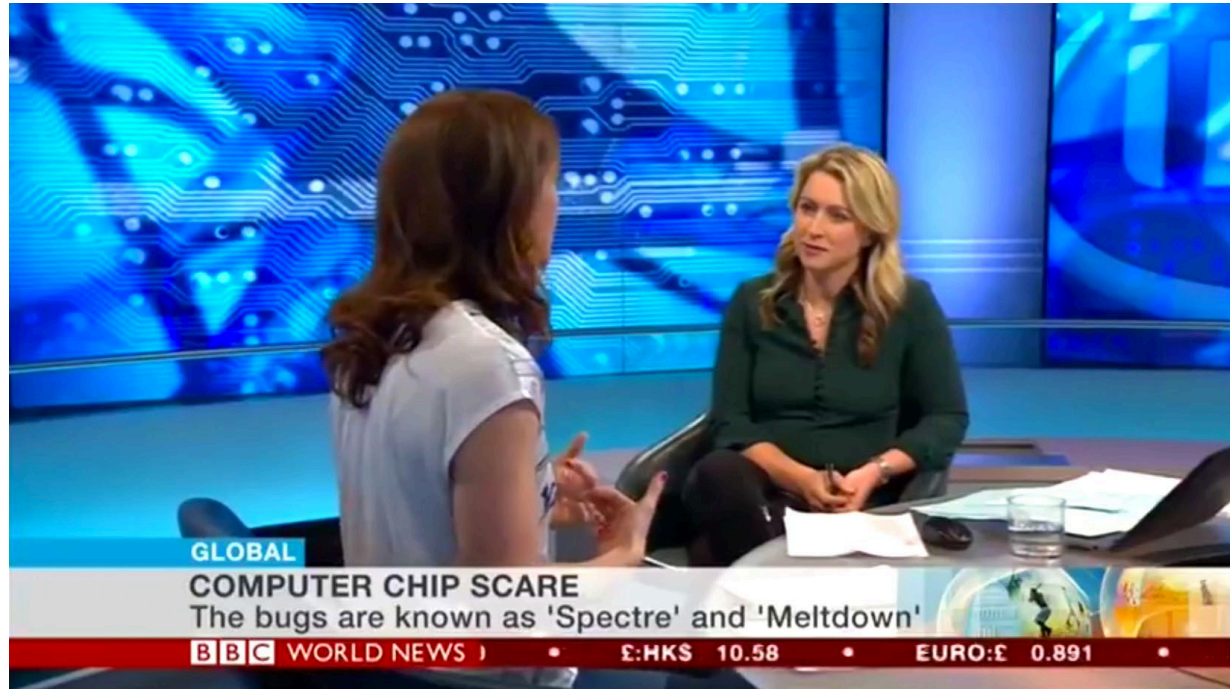 GLOBAL
COMPUTER CHIP SCARE
The bugs are known as 'Spectre' and 'Meltdown'
BBC WORLD NEWS £:HK$ 10.58 • EURO:£ 0.891 •